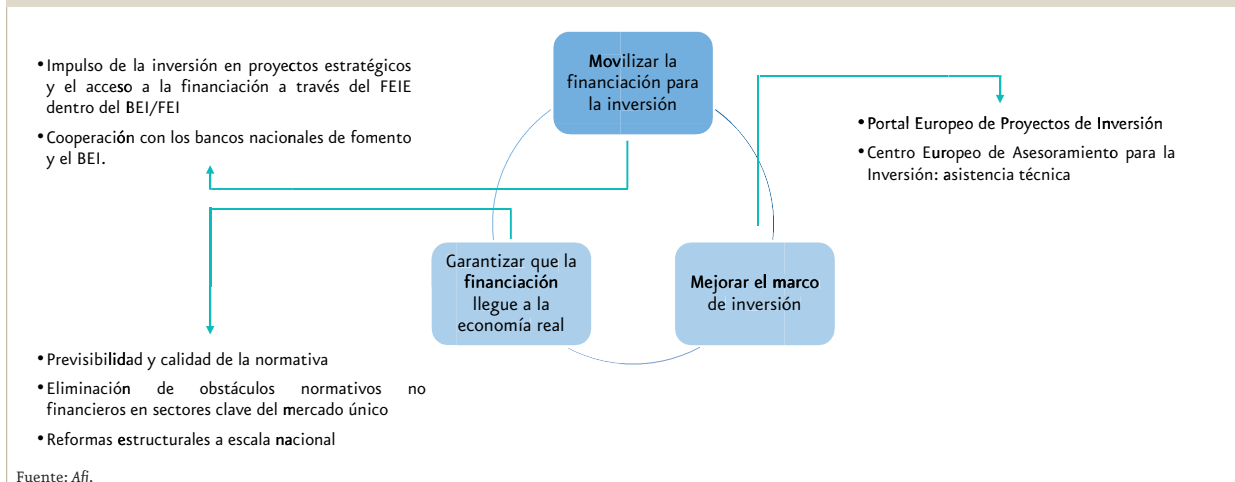 • Impulso de la inversión en proyectos estratégicos
y el acceso a la financiación a través del FEIE
dentro del BEI/FEI
• Cooperación con los bancos nacionales de fomento
y el BEI.
Movilizar la
financiación para
la inversión
• Portal Europeo de Proyectos de Inversión
• Centro Europeo de Asesoramiento para la
Inversión: asistencia técnica
Garantizar que la
financiación
llegue a la
economía real
Mejorar el marco
de inversión
• Previsibilidad y calidad de la normativa
• Eliminación de obstáculos normativos no
financieros en sectores clave del mercado único
• Reformas estructurales a escala nacional
Fuente: Afi.